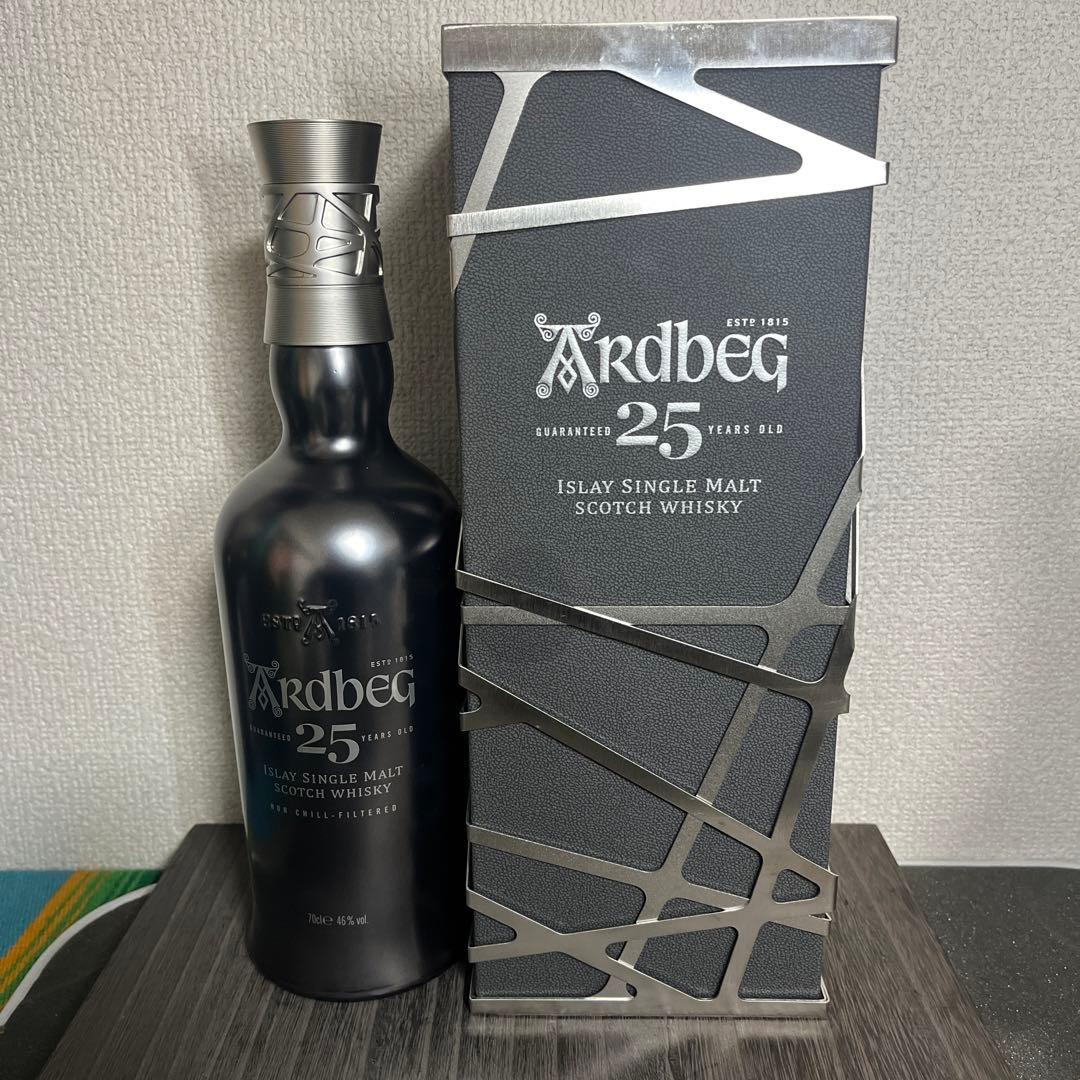 ESTD 1815
ARdbEG
GUARANTEED 25 YEARS OLD
ISLAY SINGLE MALT
SCOTCH WHISKY
ESTD A 1815
ESTD 1815
ARdbEG
GUARANTEED 25 YEARS OLD
ISLAY SINGLE MALT
SCOTCH WHISKY
NON CHILL-FILTERED
70cl℮ 46% vol.